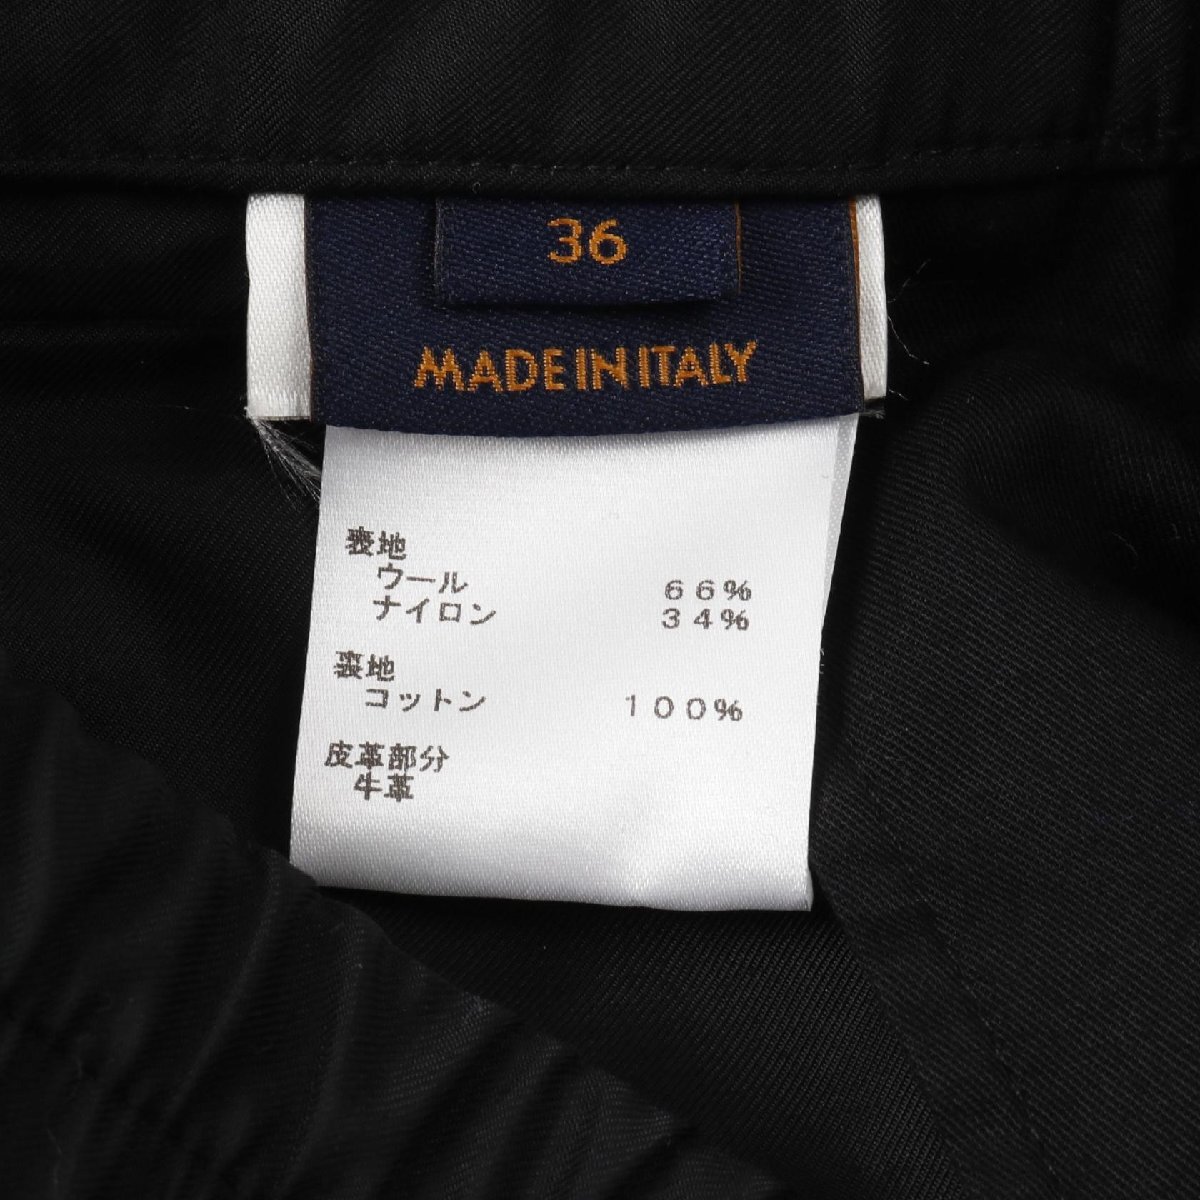 36
MADE IN ITALY
表地
ウール 66%
ナイロン 34%
裏地
コットン 100%
皮革部分
牛革